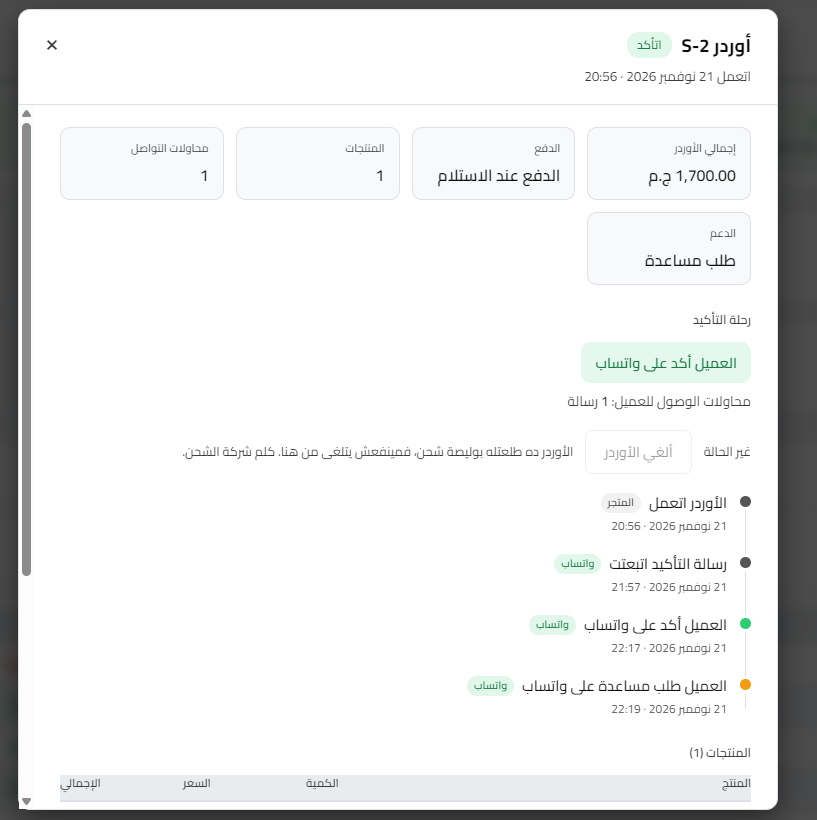 أوردر S-2 اتأكد
اتعمل 21 نوفمبر 2026 · 20:56
إجمالي الأوردر
1,700.00 ج.م
الدفع
الدفع عند الاستلام
المنتجات
1
محاولات التواصل
1
الدعم
طلب مساعدة
رحلة التأكيد
العميل أكد على واتساب
محاولات الوصول للعميل: 1 رسالة
غير الحالة ألغي الأوردر الأوردر ده طلعتله بوليصة شحن، فمينفعش يتلغى من هنا. كلم شركة الشحن.
الأوردر اتعمل المتجر
21 نوفمبر 2026 · 20:56
رسالة التأكيد اتبعتت واتساب
21 نوفمبر 2026 · 21:57
العميل أكد على واتساب واتساب
21 نوفمبر 2026 · 22:17
العميل طلب مساعدة على واتساب واتساب
21 نوفمبر 2026 · 22:19
المنتجات (1)
المنتج الكمية السعر الإجمالي